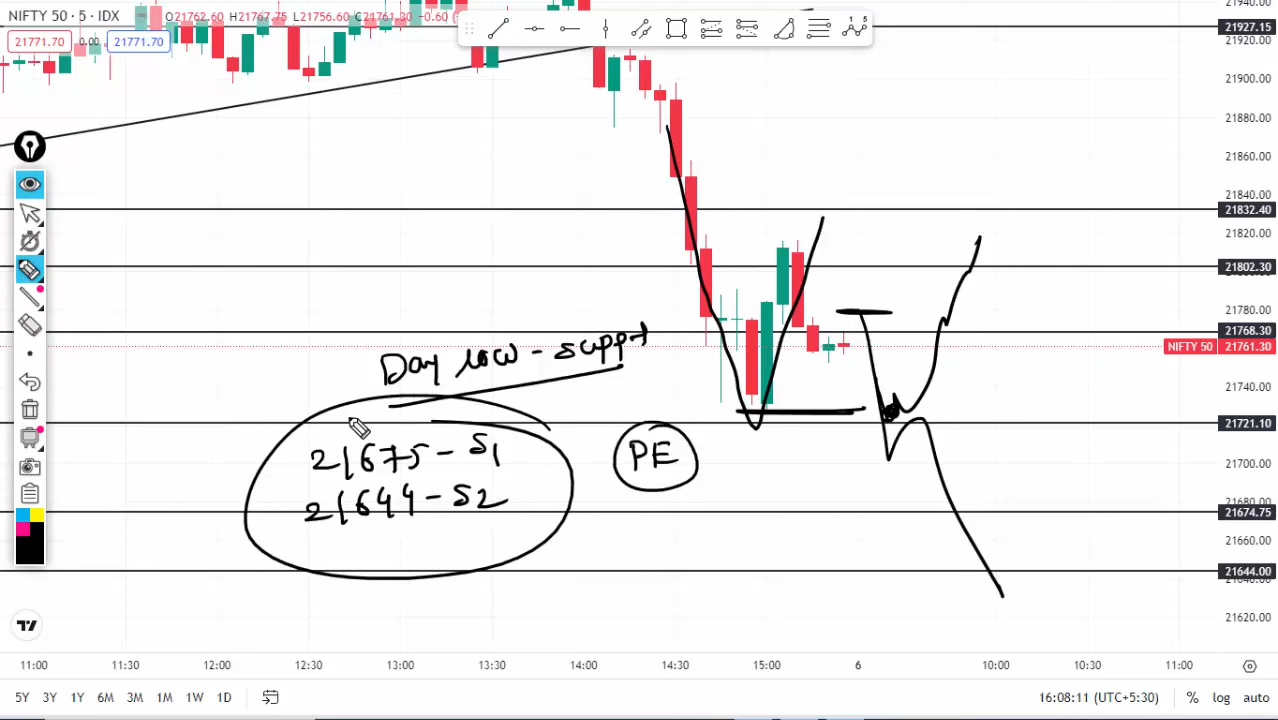 NIFTY 50 · 5 · IDX O21762.60 H21767.75 L21756.60 C21761.30 -0.60
21771.70 0.00 21771.70
21940.00
21927.15
21920.00
21900.00
21880.00
21860.00
21840.00
21832.40
21820.00
21802.30
21780.00
21768.30
NIFTY 50 21761.30
21740.00
21721.10
21700.00
21680.00
21674.75
21660.00
21644.00
21620.00
Day low - support
21675 - S1
21644 - S2
PE
11:00 11:30 12:00 12:30 13:00 13:30 14:00 14:30 15:00 6 10:00 10:30 11:00
5Y 3Y 1Y 6M 3M 1M 1W 1D 16:08:11 (UTC+5:30) % log auto